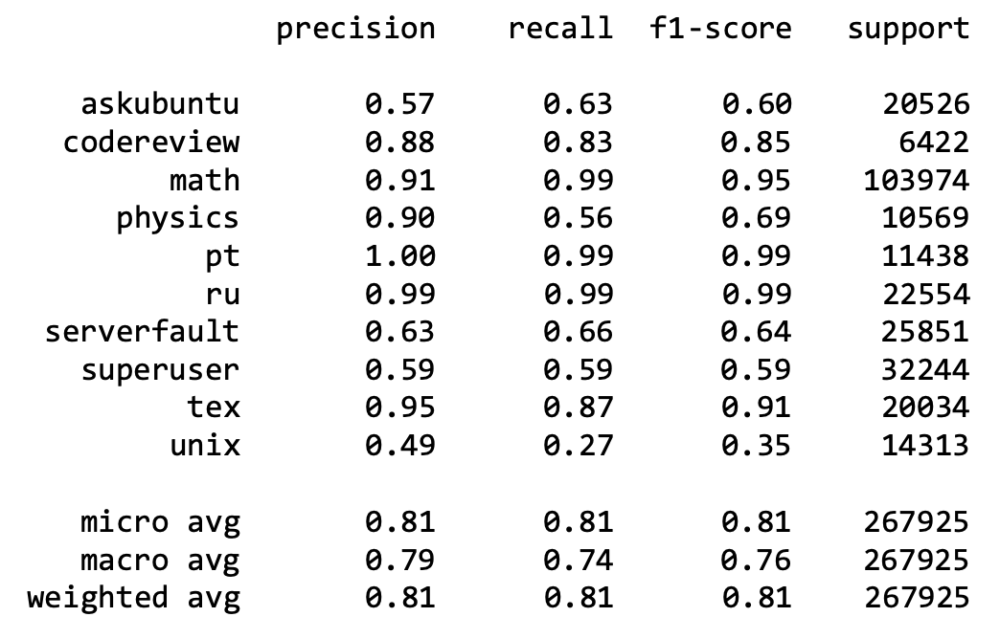 precision recall f1-score support
askubuntu 0.57 0.63 0.60 20526
codereview 0.88 0.83 0.85 6422
math 0.91 0.99 0.95 103974
physics 0.90 0.56 0.69 10569
pt 1.00 0.99 0.99 11438
ru 0.99 0.99 0.99 22554
serverfault 0.63 0.66 0.64 25851
superuser 0.59 0.59 0.59 32244
tex 0.95 0.87 0.91 20034
unix 0.49 0.27 0.35 14313
micro avg 0.81 0.81 0.81 267925
macro avg 0.79 0.74 0.76 267925
weighted avg 0.81 0.81 0.81 267925